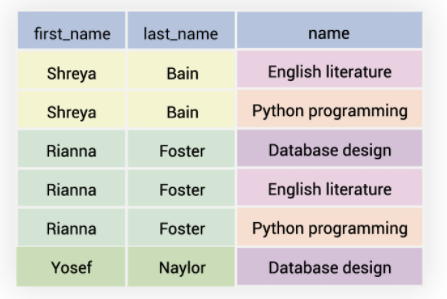 first_name last_name name
Shreya Bain English literature
Shreya Bain Python programming
Rianna Foster Database design
Rianna Foster English literature
Rianna Foster Python programming
Yosef Naylor Database design